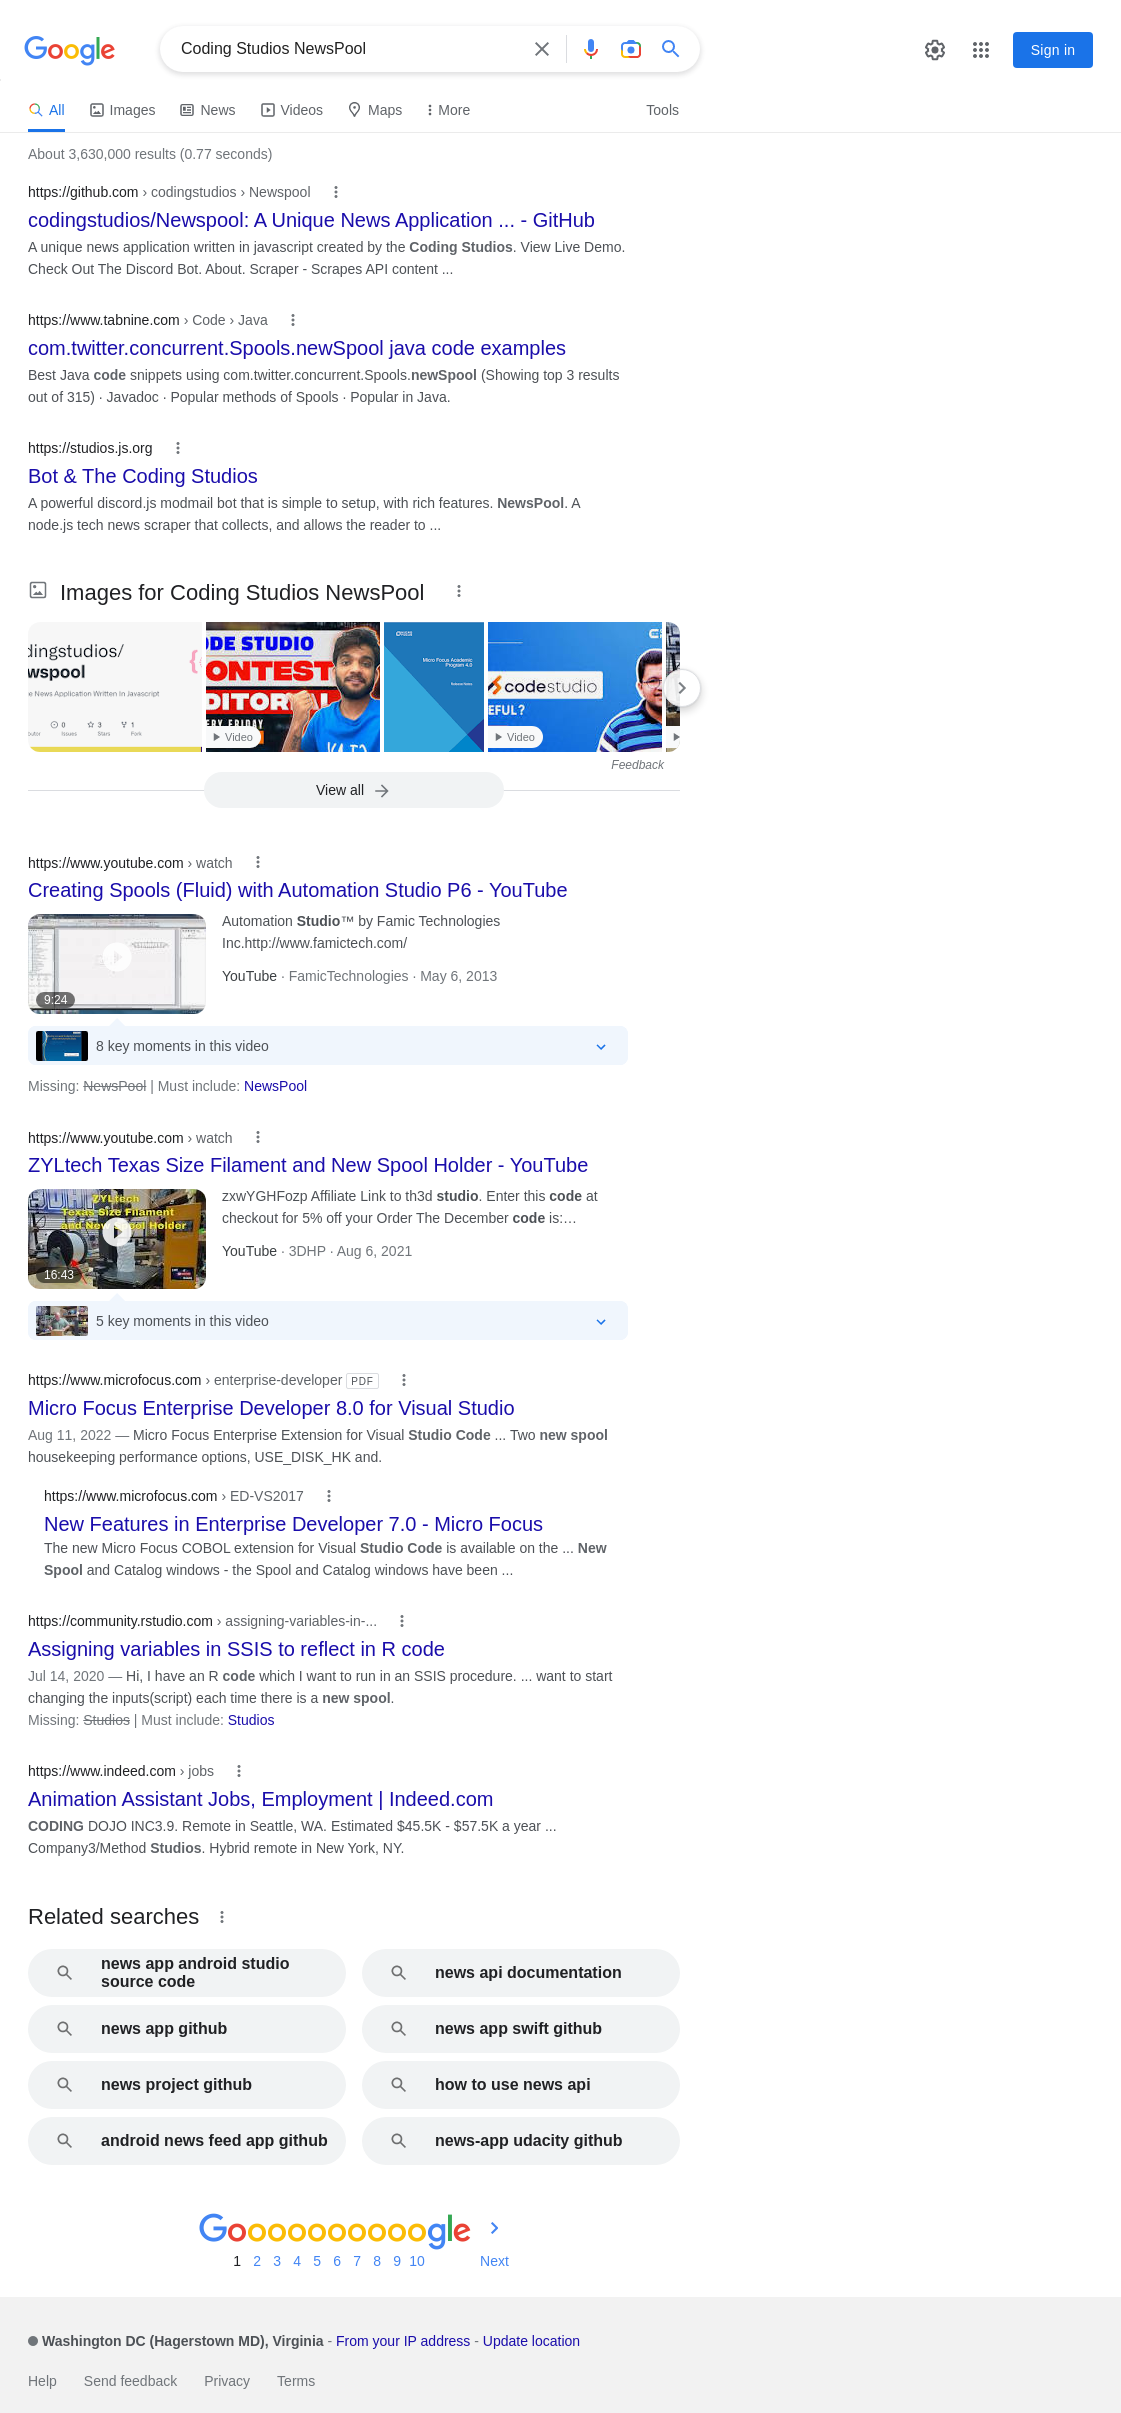 Google
Coding Studios NewsPool
Sign in
All
Images
News
Videos
Maps
More
Tools
About 3,630,000 results (0.77 seconds)
https://github.com › codingstudios › Newspool
codingstudios/Newspool: A Unique News Application ... - GitHub
A unique news application written in javascript created by the Coding Studios. View Live Demo.
Check Out The Discord Bot. About. Scraper - Scrapes API content ...
https://www.tabnine.com › Code › Java
com.twitter.concurrent.Spools.newSpool java code examples
Best Java code snippets using com.twitter.concurrent.Spools.newSpool (Showing top 3 results
out of 315) · Javadoc · Popular methods of Spools · Popular in Java.
https://studios.js.org
Bot & The Coding Studios
A powerful discord.js modmail bot that is simple to setup, with rich features. NewsPool. A
node.js tech news scraper that collects, and allows the reader to ...
Images for Coding Studios NewsPool
dingstudios/
wspool
e News Application Written In Javascript
0
3
1
Issues
Stars
Fork
ODE STUDIO
ONTEST
DITORIAL
ERY FRIDAY
Video
Micro Focus Academic
Program 4.0
Release Notes
codestudio
EFUL?
Video
Feedback
View all
https://www.youtube.com › watch
Creating Spools (Fluid) with Automation Studio P6 - YouTube
Automation Studio™ by Famic Technologies
Inc.http://www.famictech.com/
YouTube · FamicTechnologies · May 6, 2013
9:24
8 key moments in this video
Missing: NewsPool | Must include: NewsPool
https://www.youtube.com › watch
ZYLtech Texas Size Filament and New Spool Holder - YouTube
ZYLtech
Texas Size Filament
and New Spool Holder
16:43
zxwYGHFozp Affiliate Link to th3d studio. Enter this code at
checkout for 5% off your Order The December code is:…
YouTube · 3DHP · Aug 6, 2021
5 key moments in this video
https://www.microfocus.com › enterprise-developer PDF
Micro Focus Enterprise Developer 8.0 for Visual Studio
Aug 11, 2022 — Micro Focus Enterprise Extension for Visual Studio Code ... Two new spool
housekeeping performance options, USE_DISK_HK and.
https://www.microfocus.com › ED-VS2017
New Features in Enterprise Developer 7.0 - Micro Focus
The new Micro Focus COBOL extension for Visual Studio Code is available on the ... New
Spool and Catalog windows - the Spool and Catalog windows have been ...
https://community.rstudio.com › assigning-variables-in-...
Assigning variables in SSIS to reflect in R code
Jul 14, 2020 — Hi, I have an R code which I want to run in an SSIS procedure. ... want to start
changing the inputs(script) each time there is a new spool.
Missing: Studios | Must include: Studios
https://www.indeed.com › jobs
Animation Assistant Jobs, Employment | Indeed.com
CODING DOJO INC3.9. Remote in Seattle, WA. Estimated $45.5K - $57.5K a year ...
Company3/Method Studios. Hybrid remote in New York, NY.
Related searches
news app android studio
source code
news api documentation
news app github
news app swift github
news project github
how to use news api
android news feed app github
news-app udacity github
Goooooooooogle
1 2 3 4 5 6 7 8 9 10 Next
Washington DC (Hagerstown MD), Virginia - From your IP address - Update location
Help Send feedback Privacy Terms